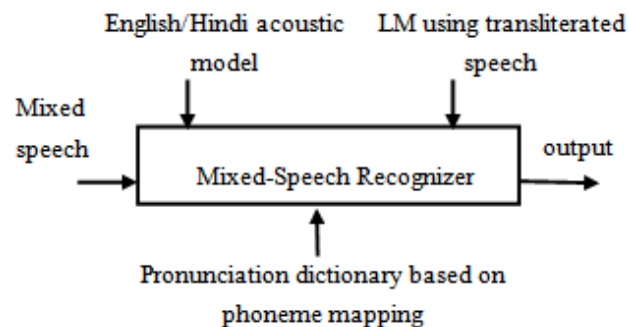 English/Hindi acoustic
model
LM using transliterated
speech
Mixed
speech
Mixed-Speech Recognizer
output
Pronunciation dictionary based on
phoneme mapping